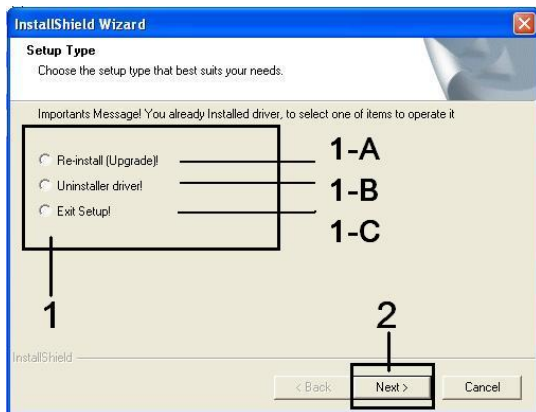 InstallShield Wizard
Setup Type
Choose the setup type that best suits your needs.
Importants Message! You already Installed driver, to select one of items to operate it
Re-install (Upgrade)! 1-A
Uninstaller driver! 1-B
Exit Setup! 1-C
1
2
InstallShield
< Back Next > Cancel